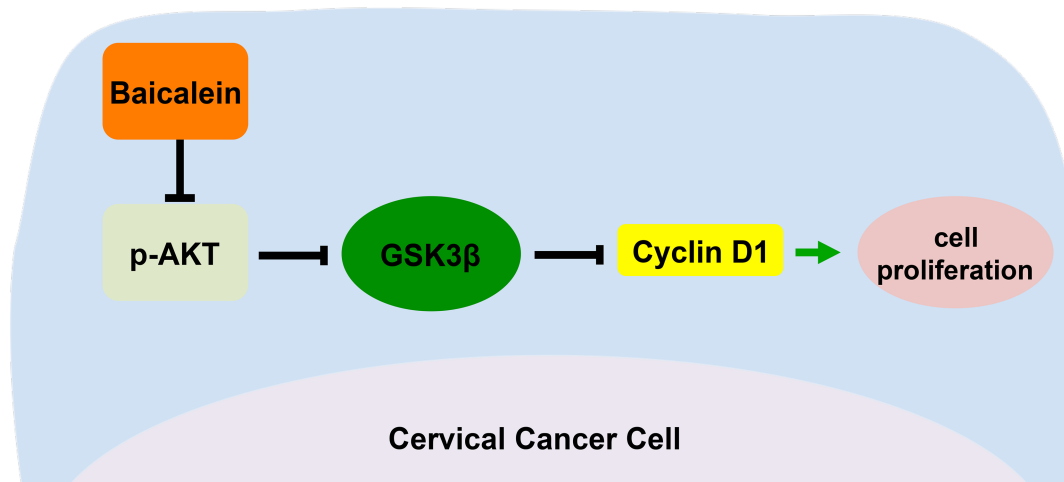 Baicalein
p-AKT
GSK3β
Cyclin D1
cell
proliferation
Cervical Cancer Cell